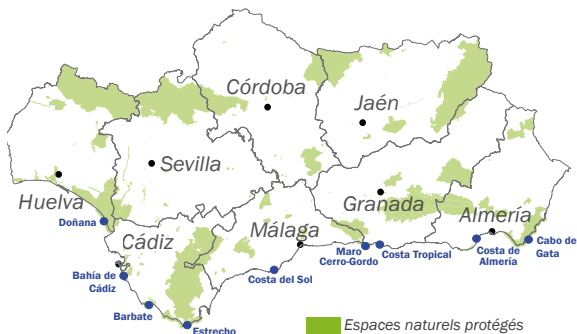 Córdoba
Jaén
Sevilla
Huelva
Granada
Doñana
Almería
Cádiz
Málaga
Maro
Cerro-Gordo
Costa Tropical
Costa de
Almería
Cabo de
Gata
Bahía de
Cádiz
Costa del Sol
Barbate
Estrecho
Espaces naturels protégés